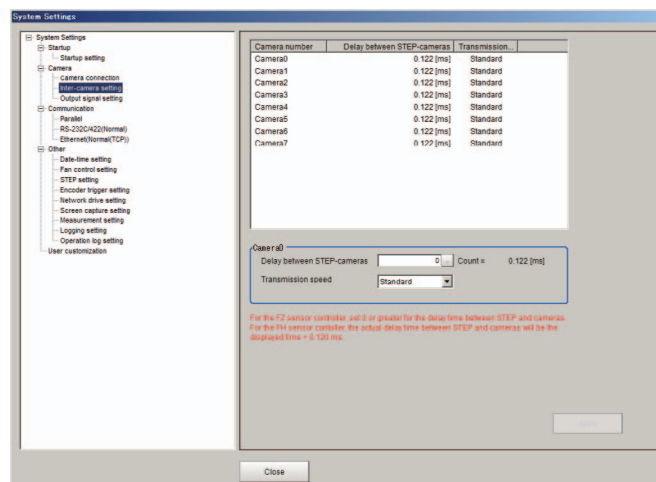 System Settings
System Settings
Startup
Startup setting
Camera
Camera connection
Inter-camera setting
Output signal setting
Communication
Parallel
RS-232C/422(Normal)
Ethernet(Normal(TCP))
Other
Date-time setting
Fan control setting
STEP setting
Encoder trigger setting
Network drive setting
Screen capture setting
Measurement setting
Logging setting
Operation log setting
User customization
Camera number Delay between STEP-cameras Transmission...
Camera0 0.122 [ms] Standard
Camera1 0.122 [ms] Standard
Camera2 0.122 [ms] Standard
Camera3 0.122 [ms] Standard
Camera4 0.122 [ms] Standard
Camera5 0.122 [ms] Standard
Camera6 0.122 [ms] Standard
Camera7 0.122 [ms] Standard
Camera0
Delay between STEP-cameras 0 ... Count = 0.122 [ms]
Transmission speed Standard
For the FZ sensor controller, set 0 or greater for the delay time between STEP and cameras.
For the FH sensor contoller, the actual delay time between STEP and cameras will be the
displayed time + 0.120 ms.
Close